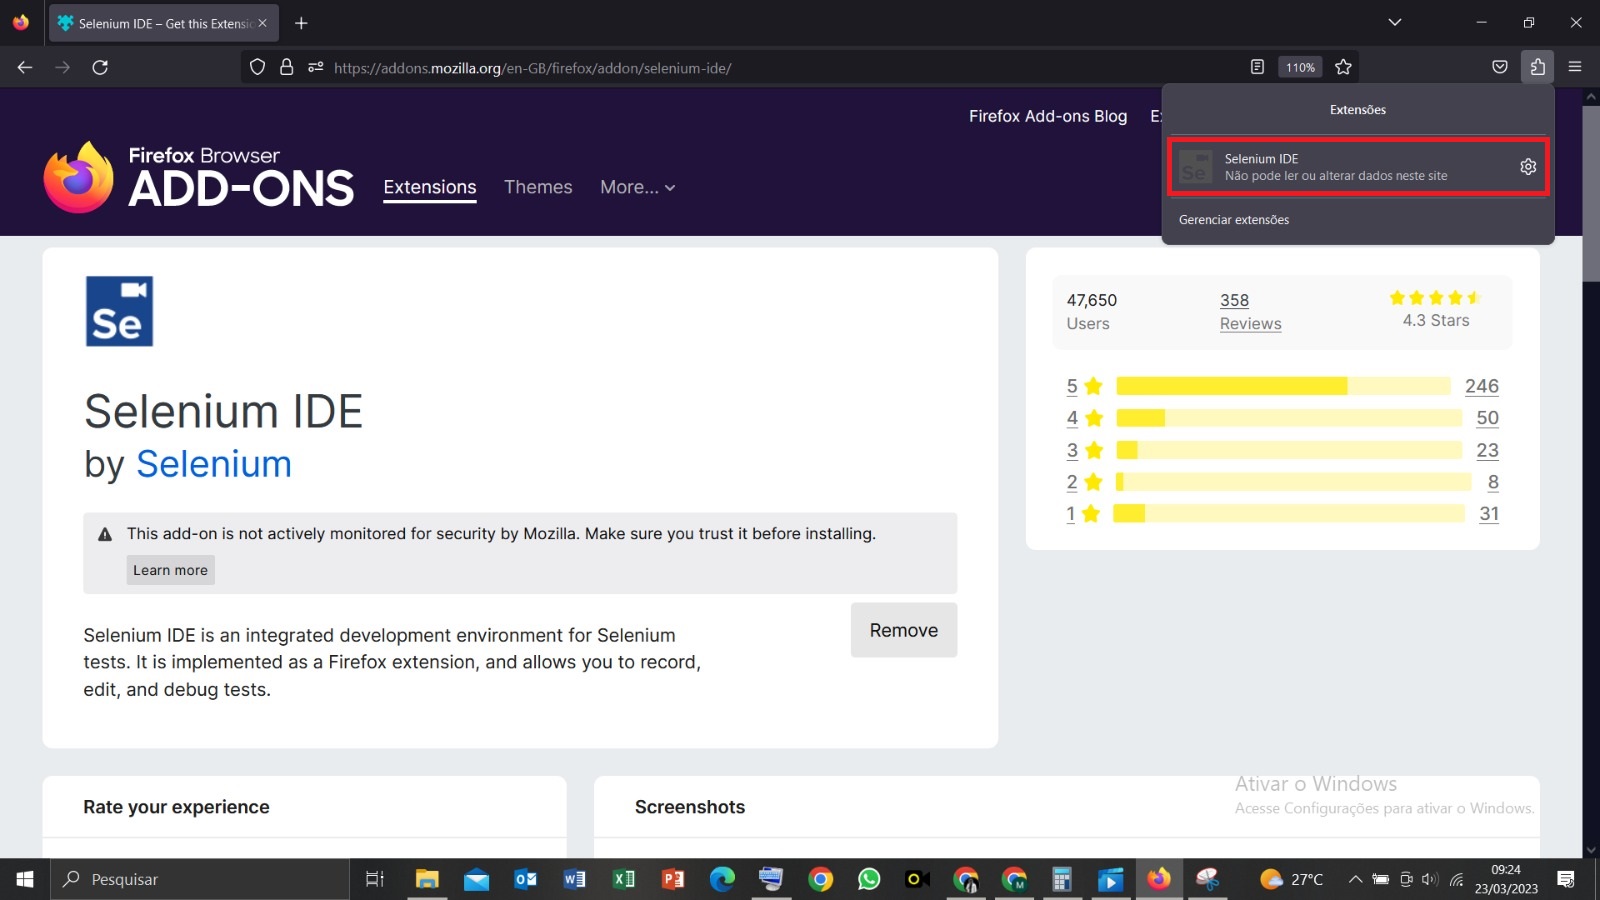 Selenium IDE – Get this Extensi
https://addons.mozilla.org/en-GB/firefox/addon/selenium-ide/
110%
Firefox Add-ons Blog
Extensões
Selenium IDE
Não pode ler ou alterar dados neste site
Gerenciar extensões
Firefox Browser
ADD-ONS
Extensions
Themes
More...
Se
Selenium IDE
by Selenium
This add-on is not actively monitored for security by Mozilla. Make sure you trust it before installing.
Learn more
Selenium IDE is an integrated development environment for Selenium
tests. It is implemented as a Firefox extension, and allows you to record,
edit, and debug tests.
Remove
47,650
Users
358
Reviews
4.3 Stars
5 246
4 50
3 23
2 8
1 31
Rate your experience
Screenshots
Ativar o Windows
Acesse Configurações para ativar o Windows.
Pesquisar
27°C
09:24
23/03/2023